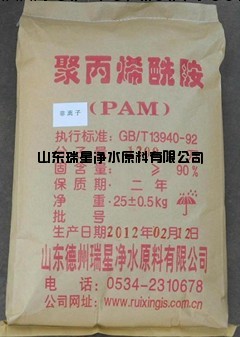 聚丙烯酰胺
非离子
(PAM)
执行标准：GB/T13940-92
山东瑞星净水原料有限公司
固含量：≥90%
保质期：二年
净重：25±0.5kg
批号
生产日期2012年02月12日
山东德州瑞星净水原料有限公司
电话：0534-2310678
公司网址：www.ruixingjs.cn